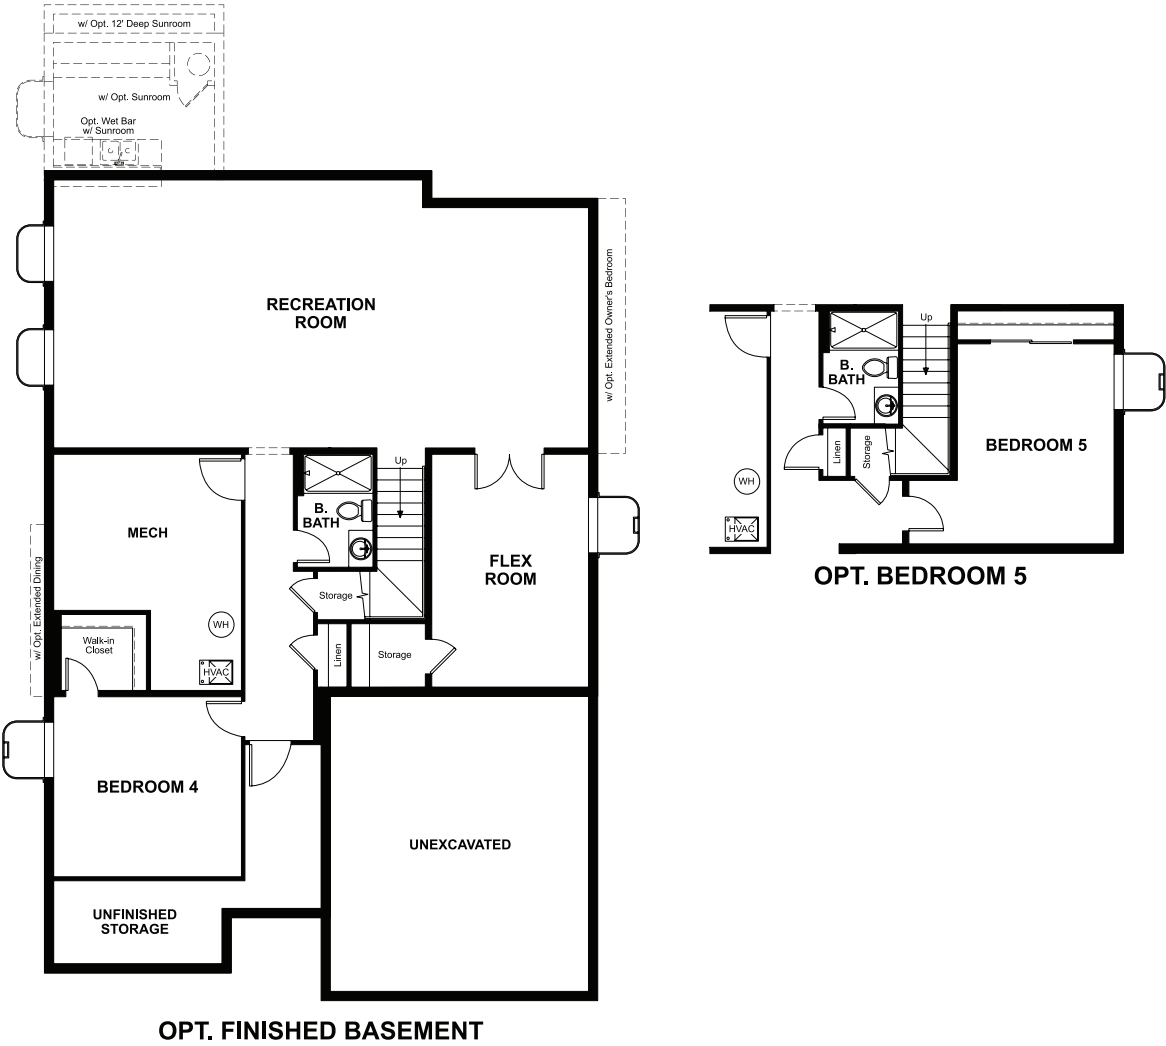 w/ Opt. 12' Deep Sunroom
w/ Opt. Sunroom
Opt. Wet Bar
w/ Sunroom
C C
RECREATION
ROOM
w/ Opt. Extended Owner's Bedroom
MECH
B.
BATH
Up
FLEX
ROOM
w/ Opt. Extended Dining
Storage
WH
Walk-in
Closet
HVAC
Linen
Storage
BEDROOM 4
UNEXCAVATED
UNFINISHED
STORAGE
OPT. FINISHED BASEMENT
Up
B.
BATH
BEDROOM 5
Linen
Storage
WH
HVAC
OPT. BEDROOM 5